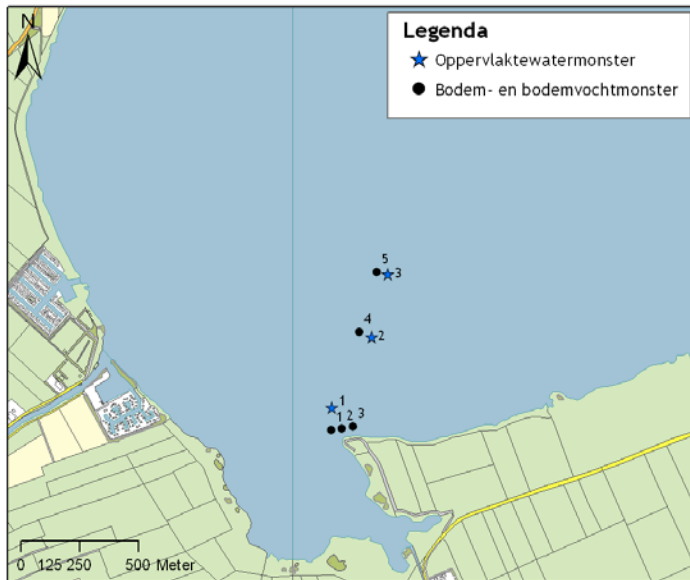 N
Legenda
Oppervlaktewatermonster
Bodem- en bodemvochtmonster
5
3
4
2
1
1 2 3
0 125 250 500 Meter